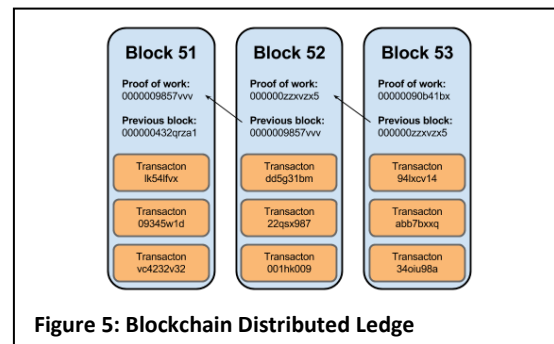 Block 51
Proof of work:
0000009857vvv
Previous block:
000000432qrza1
Transacton
lk54lfvx
Transacton
09345w1d
Transacton
vc4232v32
Block 52
Proof of work:
000000zzxvzx5
Previous block:
0000009857vvv
Transacton
dd5g31bm
Transacton
22qsx987
Transacton
001hk009
Block 53
Proof of work:
00000090b41bx
Previous block:
000000zzxvzx5
Transacton
94lxcv14
Transacton
abb7bxxq
Transacton
34oiu98a
Figure 5: Blockchain Distributed Ledge